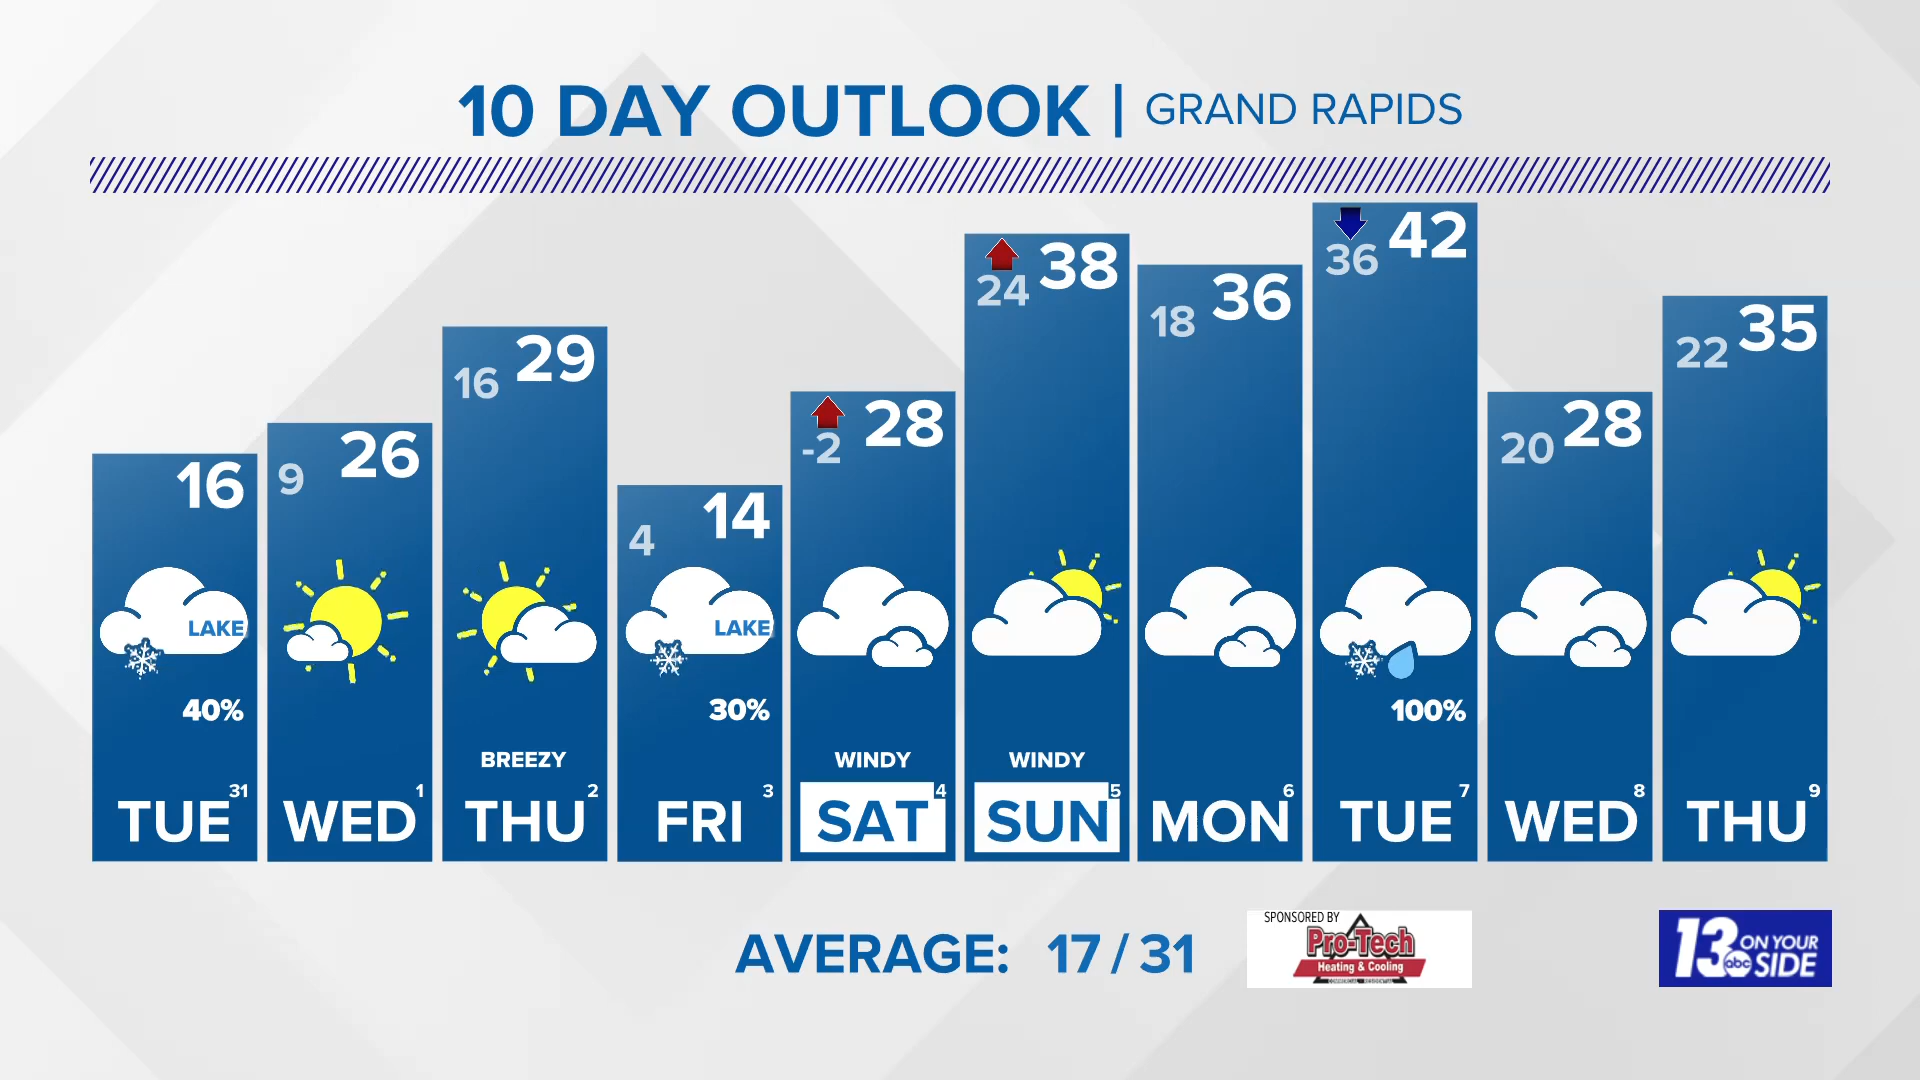 10 DAY OUTLOOK | GRAND RAPIDS
16
LAKE
40%
TUE 31
9 26
WED 1
16 29
BREEZY
THU 2
4 14
LAKE
30%
FRI 3
-2 28
WINDY
SAT 4
24 38
WINDY
SUN 5
18 36
MON 6
36 42
100%
TUE 7
20 28
WED 8
22 35
THU 9
AVERAGE: 17 / 31
SPONSORED BY
Pro-Tech
Heating & Cooling
COMMERCIAL - RESIDENTIAL
13 abc ON YOUR SIDE